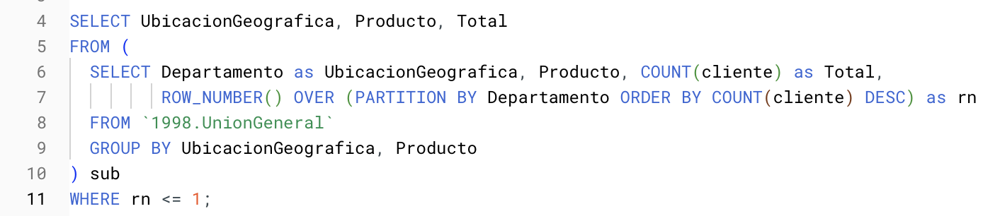 4 SELECT UbicacionGeografica, Producto, Total
5 FROM (
6 SELECT Departamento as UbicacionGeografica, Producto, COUNT(cliente) as Total,
7 ROW_NUMBER() OVER (PARTITION BY Departamento ORDER BY COUNT(cliente) DESC) as rn
8 FROM `1998.UnionGeneral`
9 GROUP BY UbicacionGeografica, Producto
10 ) sub
11 WHERE rn <= 1;